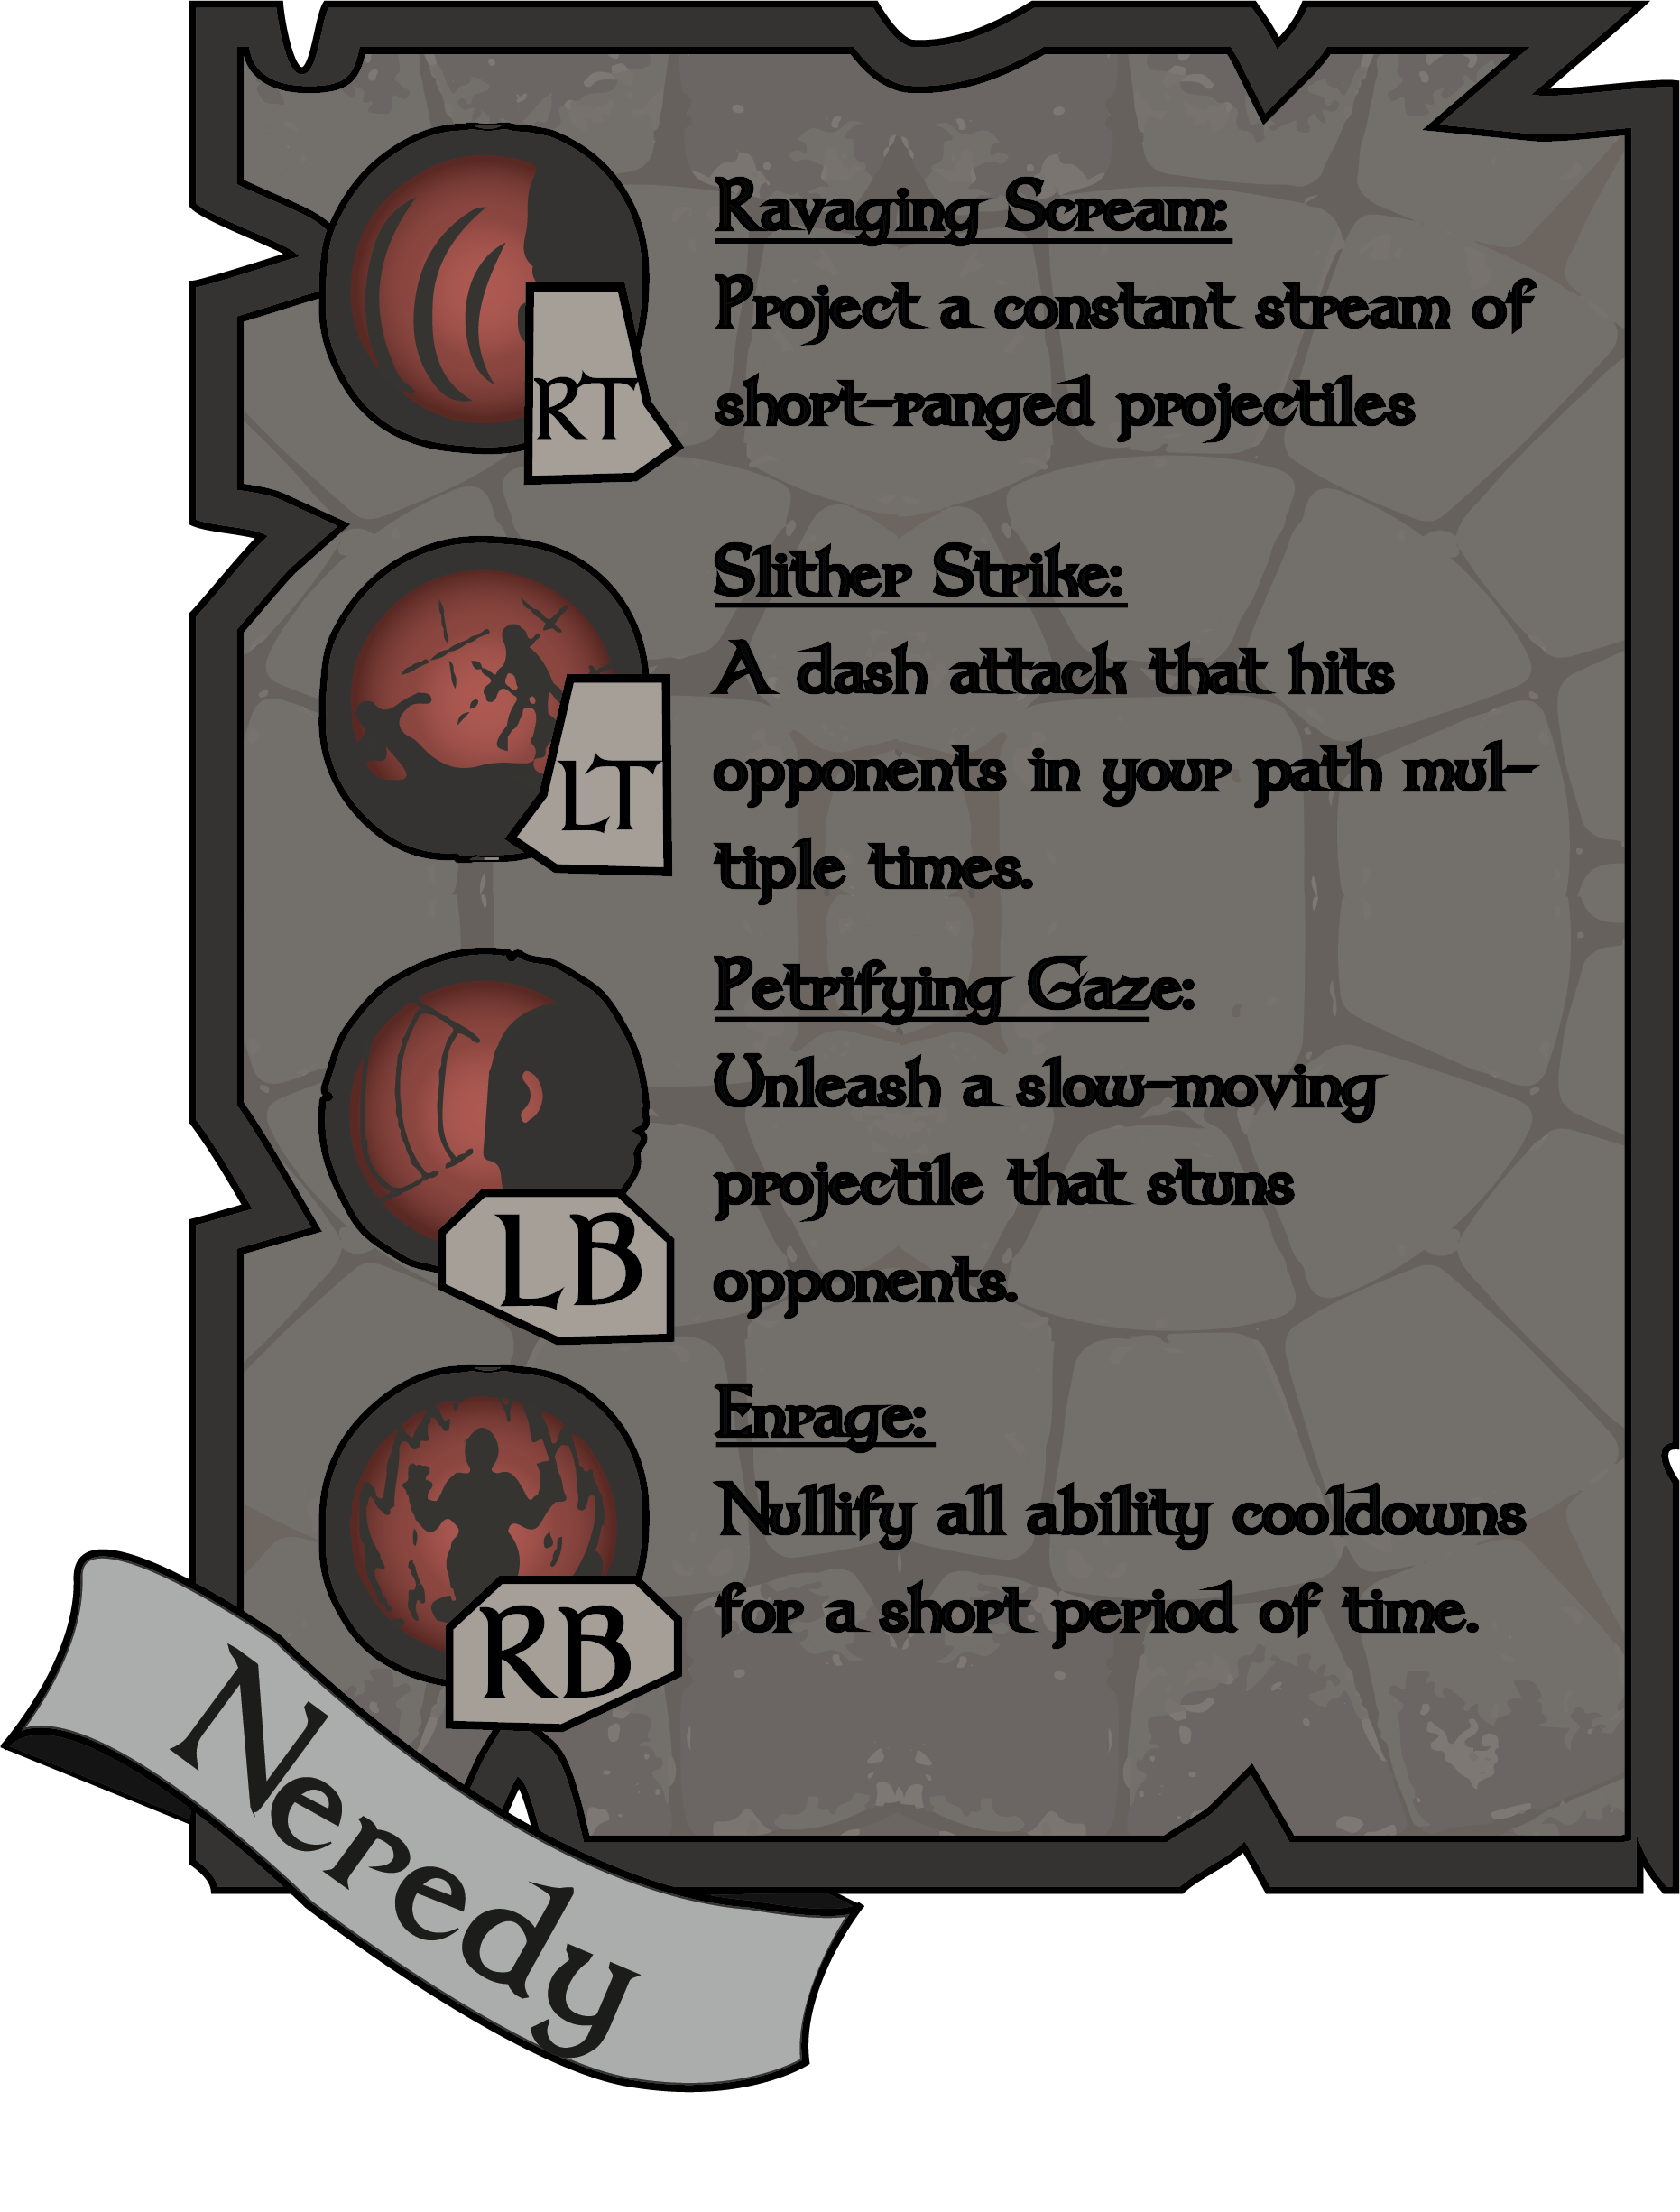 Ravaging Scream:
Project a constant stream of
short-ranged projectiles
RT
Slither Strike:
A dash attack that hits
opponents in your path mul-
tiple times.
LT
Petrifying Gaze:
Unleash a slow-moving
projectile that stuns
opponents.
LB
Enrage:
Nullify all ability cooldowns
for a short period of time.
RB
Neredy